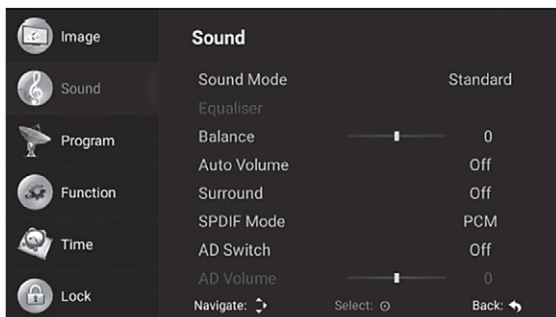 Image
Sound
Program
Function
Time
Lock
Sound
Sound Mode Standard
Equaliser
Balance 0
Auto Volume Off
Surround Off
SPDIF Mode PCM
AD Switch Off
AD Volume 0
Navigate: Select: Back: